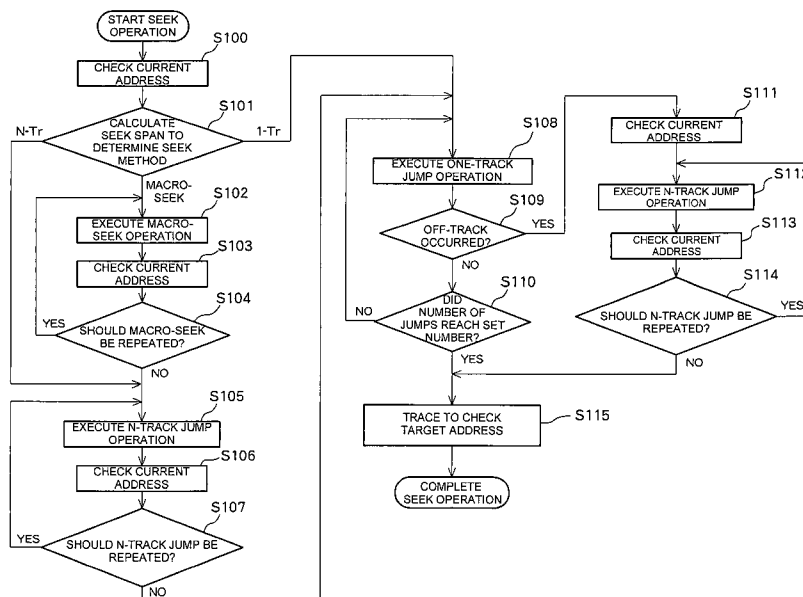 START SEEK
OPERATION
S100
CHECK CURRENT
ADDRESS
S101
N-Tr
CALCULATE
SEEK SPAN TO
DETERMINE SEEK
METHOD
1-Tr
MACRO-
SEEK
S102
EXECUTE MACRO-
SEEK OPERATION
S103
CHECK CURRENT
ADDRESS
S104
YES
SHOULD MACRO-SEEK
BE REPEATED?
NO
S105
EXECUTE N-TRACK JUMP
OPERATION
S106
CHECK CURRENT
ADDRESS
S107
YES
SHOULD N-TRACK JUMP BE
REPEATED?
NO
S108
EXECUTE ONE-TRACK
JUMP OPERATION
S109
OFF-TRACK
OCCURRED?
YES
NO
S110
NO
DID
NUMBER OF
JUMPS REACH SET
NUMBER?
YES
S111
CHECK CURRENT
ADDRESS
S112
EXECUTE N-TRACK JUMP
OPERATION
S113
CHECK CURRENT
ADDRESS
S114
SHOULD N-TRACK JUMP BE
REPEATED?
YES
NO
TRACE TO CHECK
TARGET ADDRESS
S115
COMPLETE
SEEK OPERATION